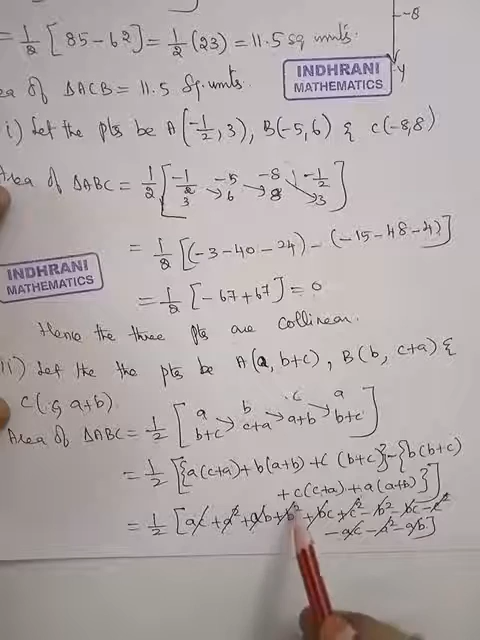 = 1/2 [85-62] = 1/2 (23) = 11.5 sq units.
-8
y
ea of ΔACB = 11.5 Sq.units.
INDHRANI
MATHEMATICS
i) Let the pts be A(-1/2, 3), B(-5,6) & C(-8,8)
Area of ΔABC = 1/2 [ -1/2 -5 -8 -1/2
3 6 8 3 ]
= 1/2 [(-3-40-24) - (-15-48-4)]
INDHRANI
MATHEMATICS
= 1/2 [-67+67] = 0
Hence the three pts are collinear.
ii) Let the the pts be A(a, b+c), B(b, c+a) &
C(c, a+b)
Area of ΔABC = 1/2 [ a b c a
b+c c+a a+b b+c ]
= 1/2 [{a(c+a)+b(a+b)+c(b+c)}-{b(b+c)
+c(c+a)+a(a+b)}]
= 1/2 [ac+a²+ab+b²+bc+c²-b²-bc-c²
-ac-a²-ab]